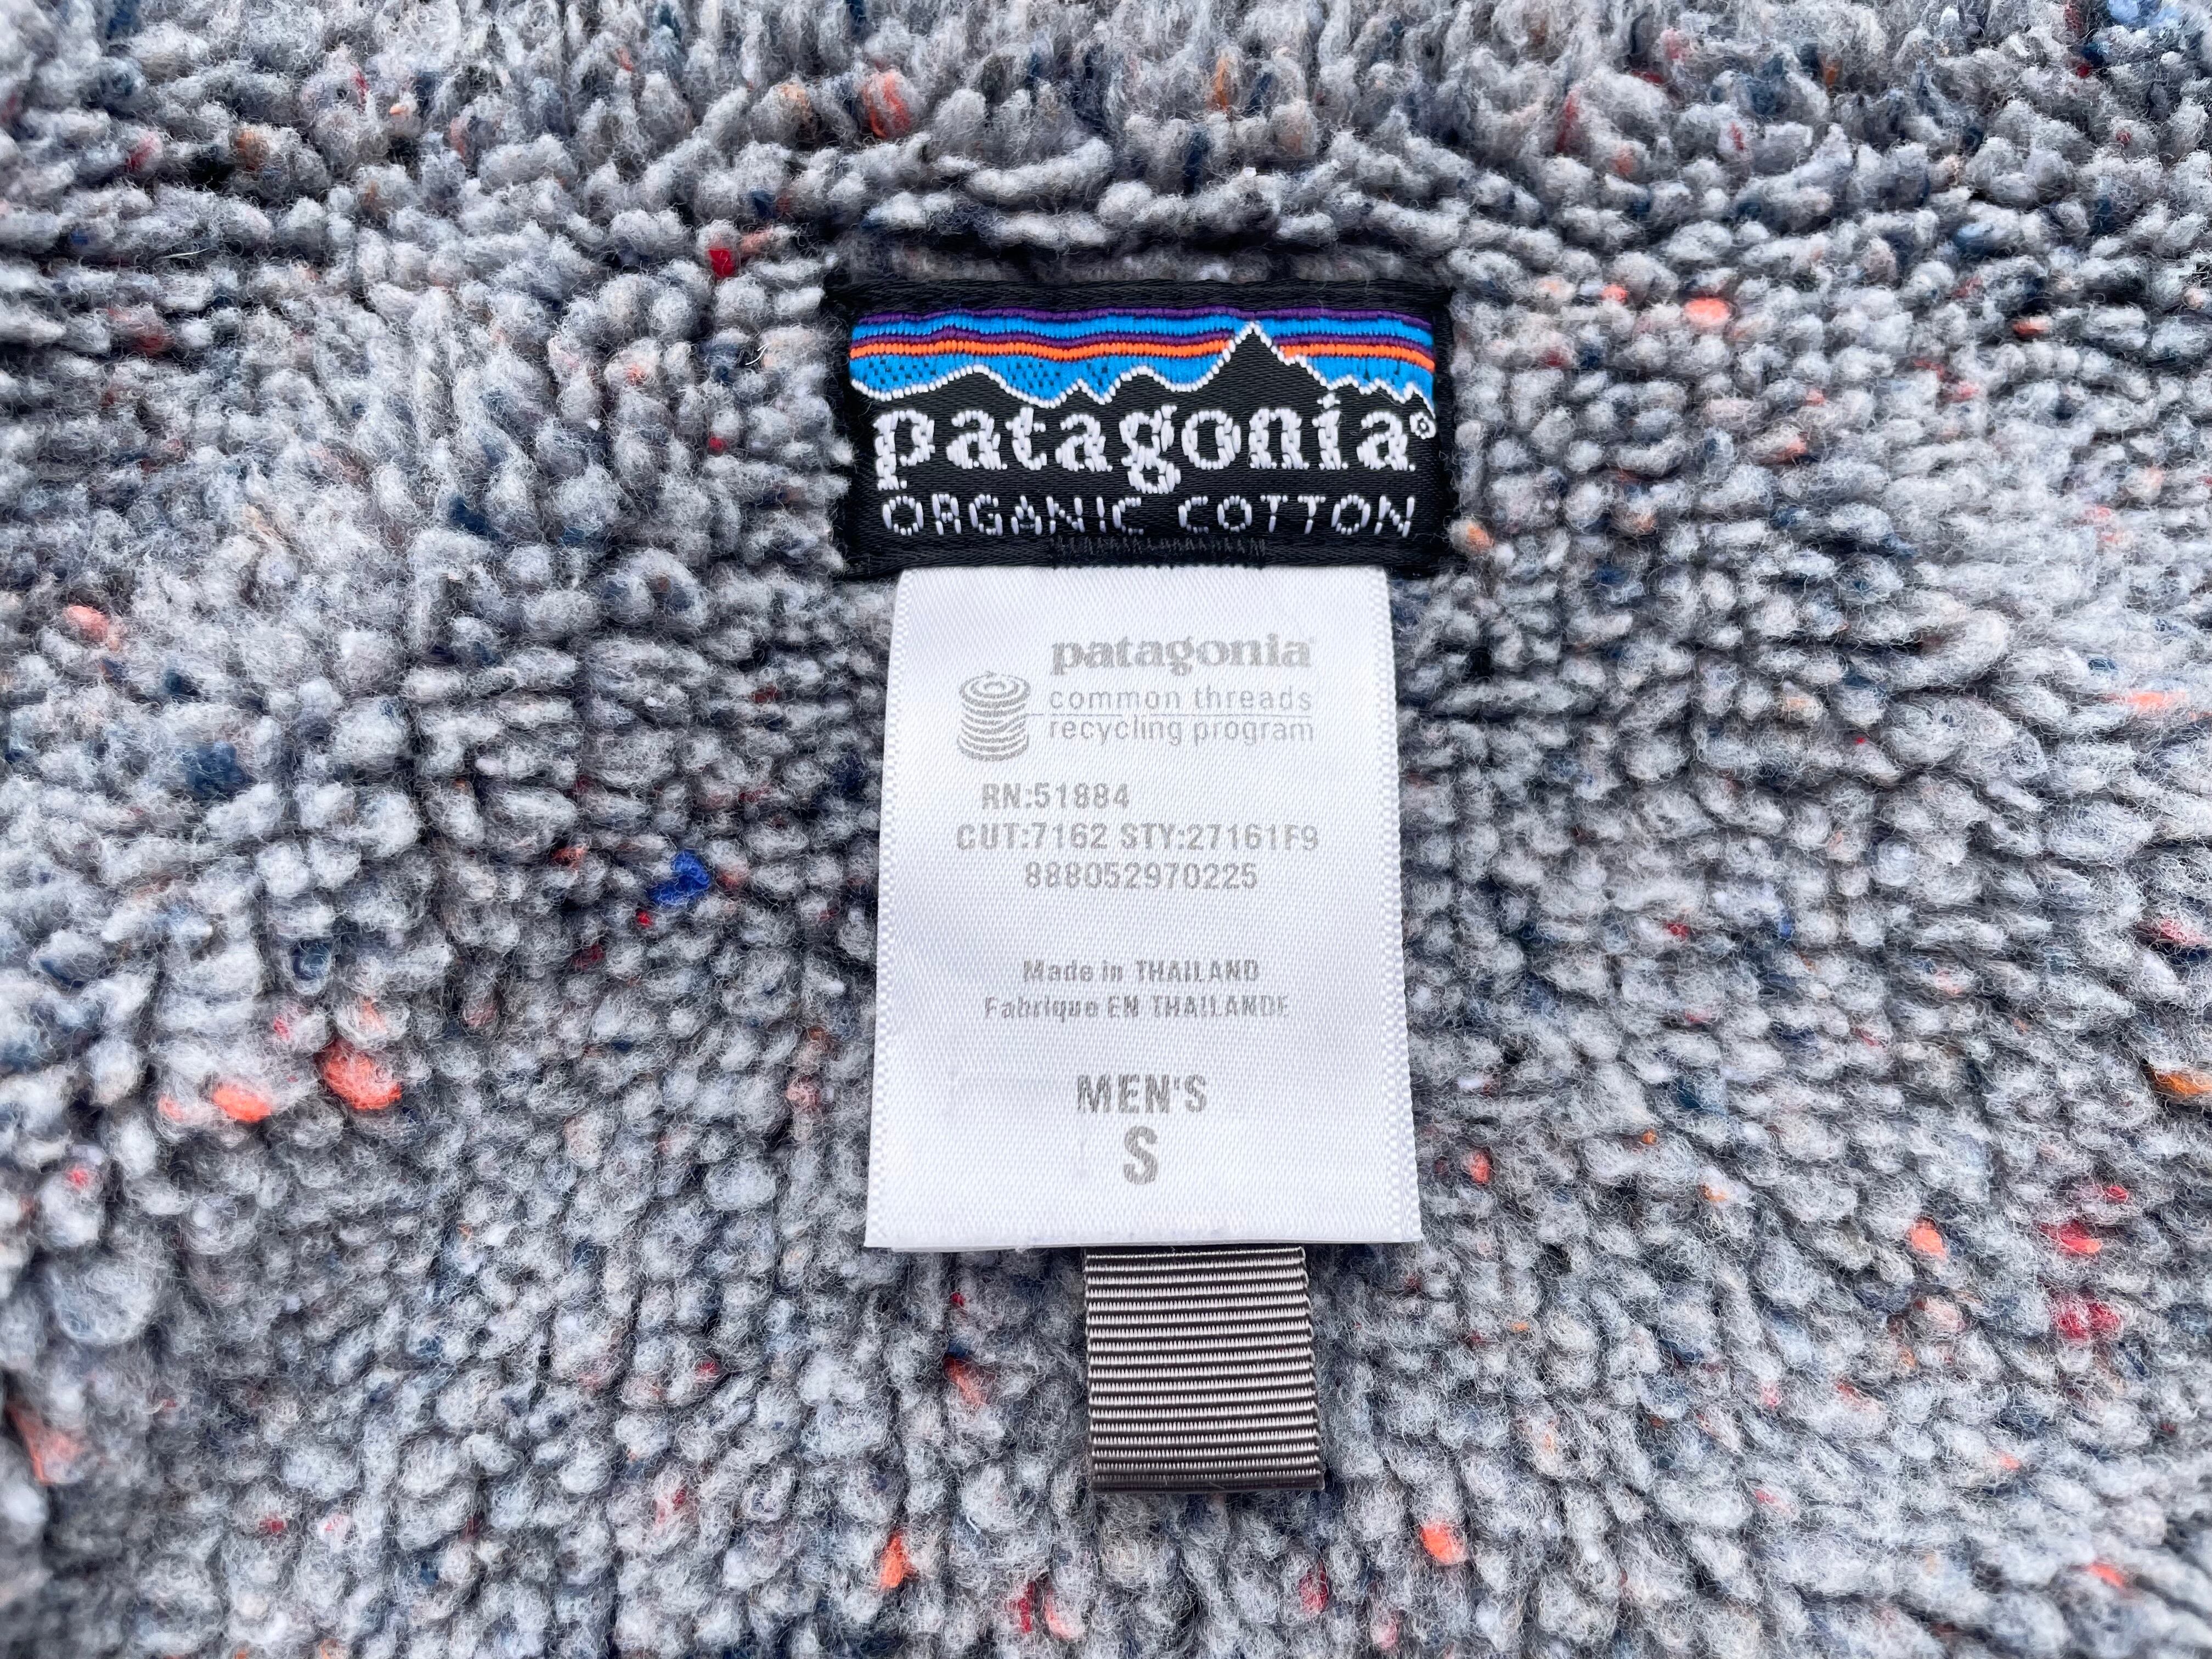 patagonia®
ORGANIC COTTON
patagonia
common threads
recycling program
RN:51884
CUT:7162 STY:27161F9
888052970225
Made in THAILAND
Fabriqué EN THAILANDE
MEN'S
S